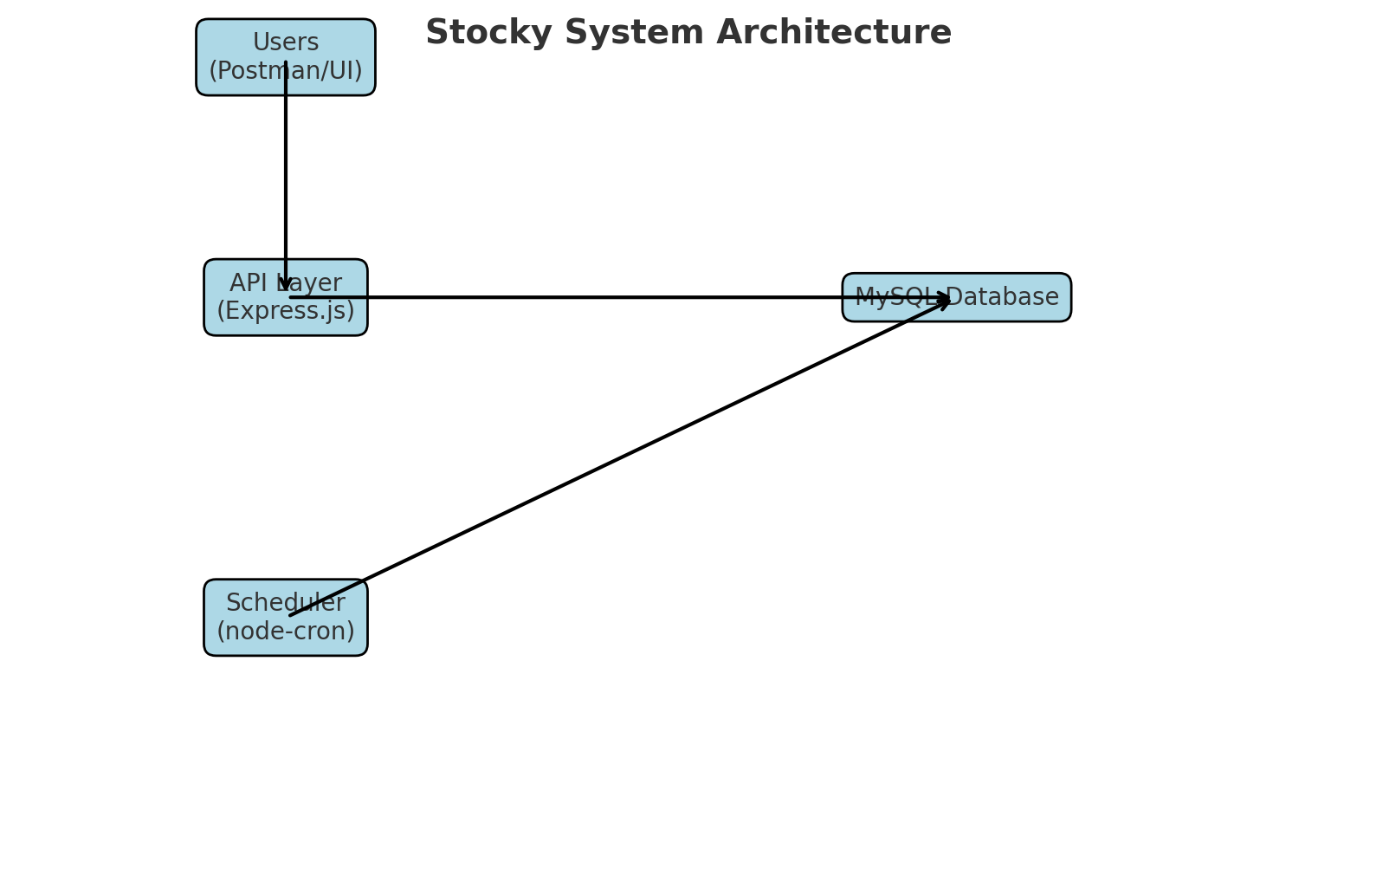 Stocky System Architecture
Users
(Postman/UI)
API Layer
(Express.js)
MySQL Database
Scheduler
(node-cron)